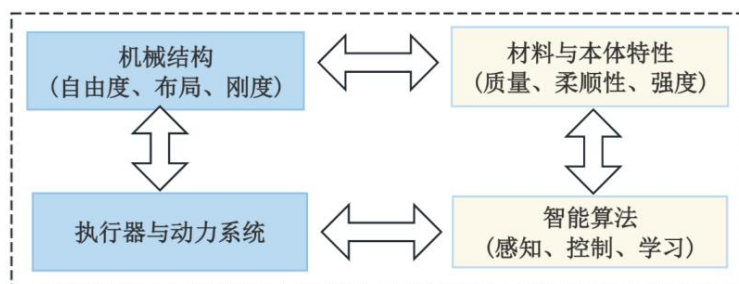 机械结构
(自由度、布局、刚度)
材料与本体特性
(质量、柔顺性、强度)
执行器与动力系统
智能算法
(感知、控制、学习)